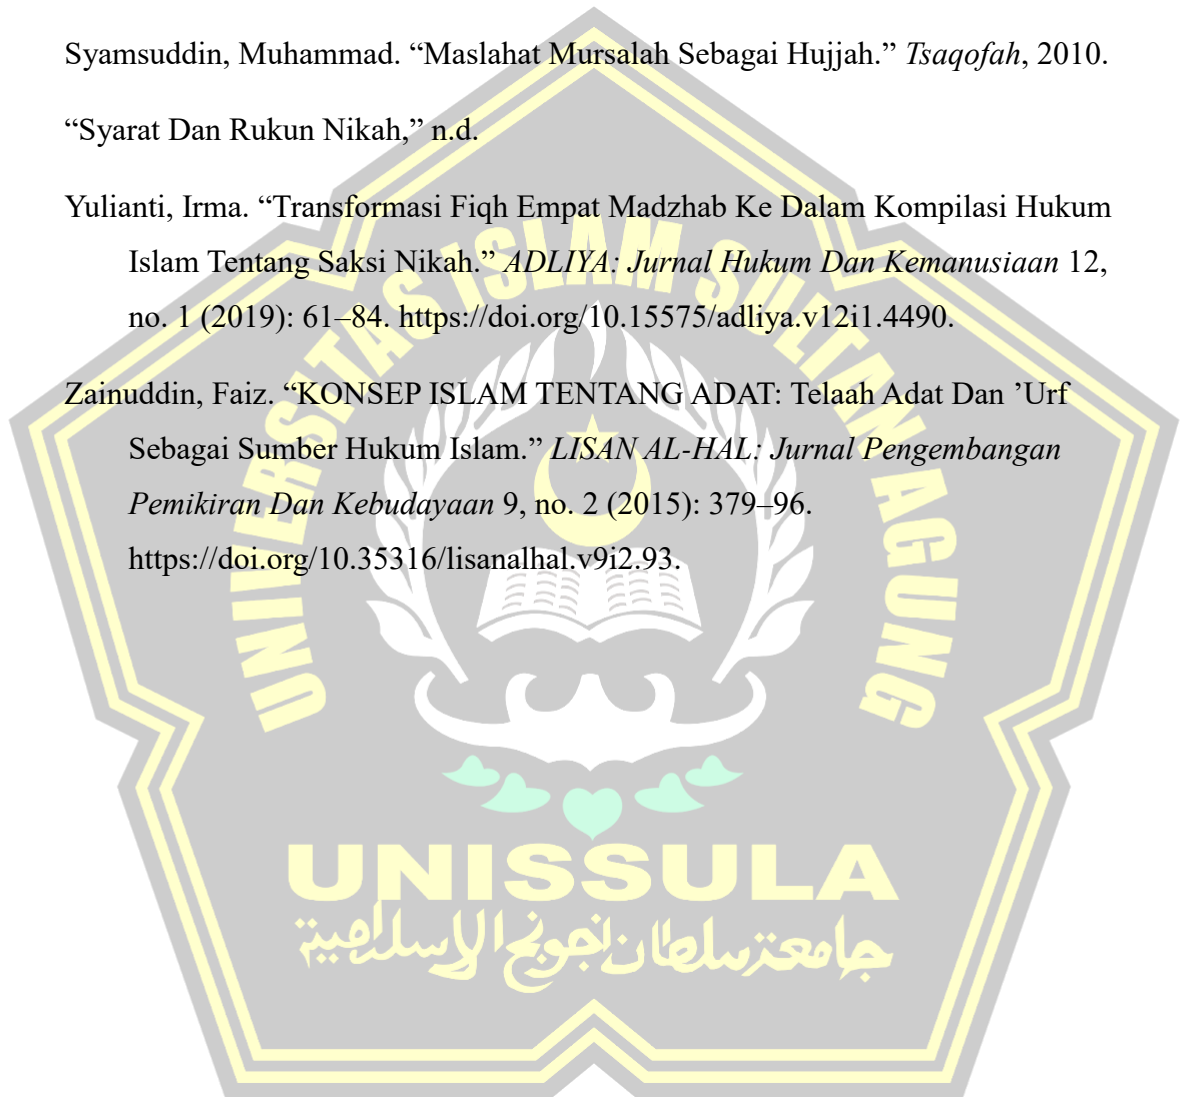 Syamsuddin, Muhammad. “Maslahat Mursalah Sebagai Hujjah.” Tsaqofah, 2010.
“Syarat Dan Rukun Nikah,” n.d.
Yulianti, Irma. “Transformasi Fiqh Empat Madzhab Ke Dalam Kompilasi Hukum
Islam Tentang Saksi Nikah.” ADLIYA: Jurnal Hukum Dan Kemanusiaan 12,
no. 1 (2019): 61–84. https://doi.org/10.15575/adliya.v12i1.4490.
Zainuddin, Faiz. “KONSEP ISLAM TENTANG ADAT: Telaah Adat Dan ’Urf
Sebagai Sumber Hukum Islam.” LISAN AL-HAL: Jurnal Pengembangan
Pemikiran Dan Kebudayaan 9, no. 2 (2015): 379–96.
https://doi.org/10.35316/lisanalhal.v9i2.93.
UNIVERSITAS ISLAM SULTAN AGUNG
UNISSULA
جامعة سلطان أجونج الإسلامية